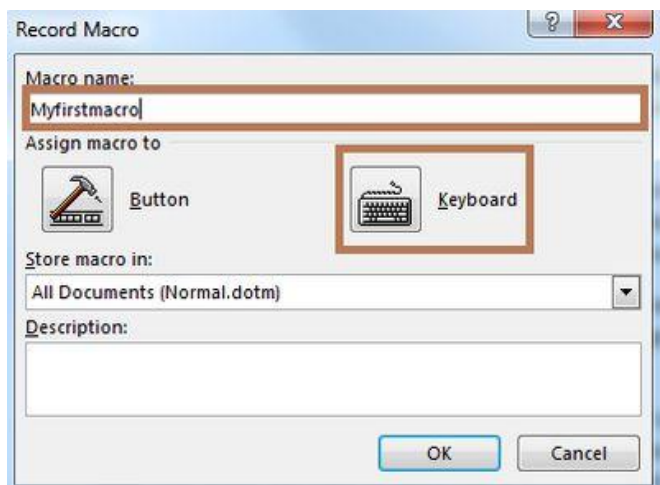 Record Macro
?
X
Macro name:
Myfirstmacro
Assign macro to
Button
Keyboard
Store macro in:
All Documents (Normal.dotm)
Description:
OK
Cancel